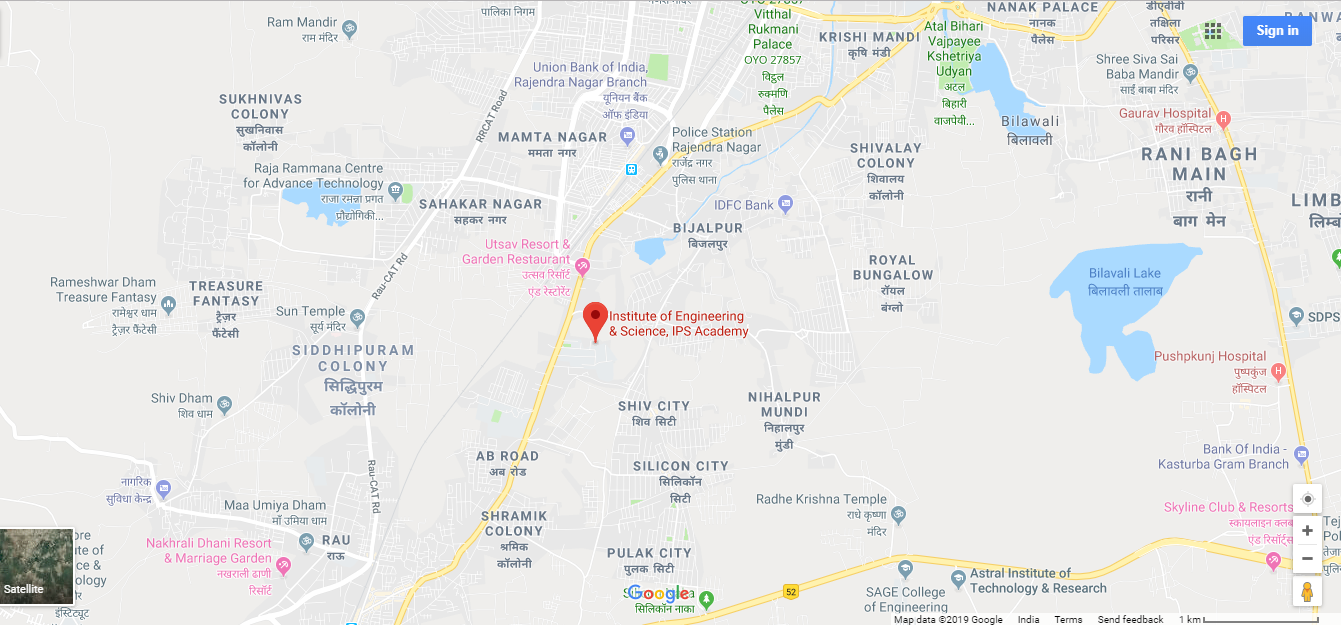 Ram Mandir
राम मंदिर
पालिका निगम
OYO 27857
Vitthal
Rukmani
Palace
OYO 27857
विट्ठल
रुक्मणि
पैलेस
KRISHI MANDI
कृषि मंडी
Atal Bihari
Vajpayee
Kshetriya
Udyan
अटल
बिहारी
वाजपेयी...
NANAK PALACE
नानक
पैलेस
डीएवीवी
तक्षिला
परिसर
Sign in
Shree Siva Sai
Baba Mandir
साईं बाबा मंदिर
Union Bank of India,
Rajendra Nagar Branch
यूनियन बैंक
ऑफ इंडिया
SUKHNIVAS
COLONY
सुखनिवास
कॉलोनी
RRCAT Road
MAMTA NAGAR
ममता नगर
Police Station
Rajendra Nagar
राजेंद्र नगर
पुलिस थाना
Gaurav Hospital
गौरव हॉस्पिटल
Bilawali
बिलावली
SHIVALAY
COLONY
शिवालय
कॉलोनी
RANI BAGH
MAIN
रानी
बाग मेन
Raja Rammana Centre
for Advance Technology
राजा रमन्ना प्रगत
प्रौद्योगिकी...
SAHAKAR NAGAR
सहकार नगर
IDFC Bank
LIMB
BIJALPUR
बिजलपुर
Utsav Resort &
Garden Restaurant
उत्सव रिसॉर्ट
एंड रेस्टोरेंट
Rau-CAT Rd
ROYAL
BUNGALOW
रॉयल
बंग्लो
Bilavali Lake
बिलावली तालाब
Rameshwar Dham
Treasure Fantasy
रामेश्वर धाम
ट्रैज़र फैंटेसी
TREASURE
FANTASY
ट्रैज़र
फैंटेसी
Sun Temple
सूर्य मंदिर
Institute of Engineering
& Science, IPS Academy
SDPS
SIDDHIPURAM
COLONY
सिद्धिपुरम
कॉलोनी
Pushpkunj Hospital
पुष्पकुंज
हॉस्पिटल
Shiv Dham
शिव धाम
SHIV CITY
शिव सिटी
NIHALPUR
MUNDI
निहालपुर
मुंडी
AB ROAD
अब रोड
SILICON CITY
सिलिकॉन
सिटी
Bank Of India -
Kasturba Gram Branch
नागरिक
सुविधा केन्द्र
Rau-CAT Rd
Maa Umiya Dham
माँ उमिया धाम
Radhe Krishna Temple
राधे कृष्णा
मंदिर
Skyline Club & Resorts
स्कायलाइन क्लब
एंड रिसॉर्ट्स
SHRAMIK
COLONY
श्रमिक
कॉलोनी
Nakhrali Dhani Resort
& Marriage Garden
नखराली ढाणी
रिसॉर्ट
RAU
राऊ
PULAK CITY
पुलक सिटी
Satellite
Google
सिलिकॉन नाका
52
SAGE College
of Engineering
Astral Institute of
Technology & Research
Map data ©2019 Google
India
Terms
Send feedback
1 km